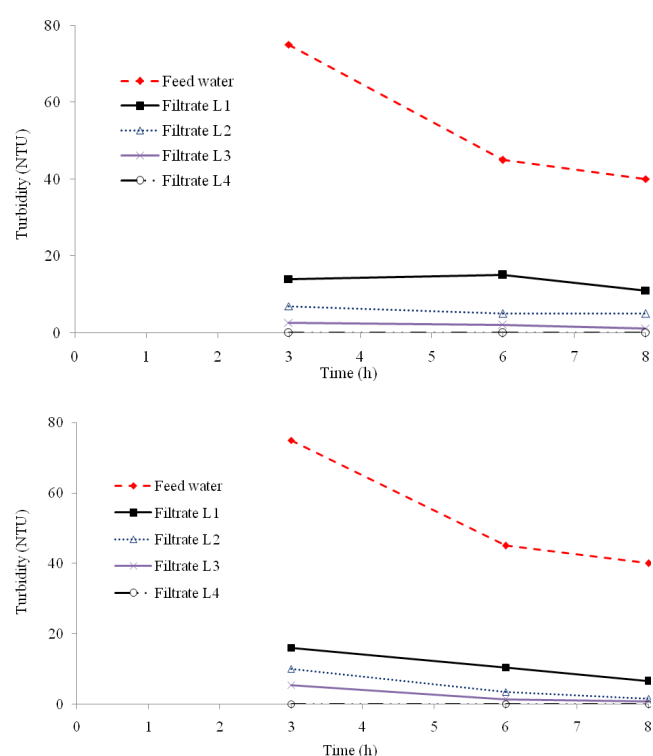 80
60
40
20
0
Turbidity (NTU)
Feed water
Filtrate L1
Filtrate L2
Filtrate L3
Filtrate L4
0 1 2 3 4 5 6 7 8
Time (h)
80
60
40
20
0
Turbidity (NTU)
Feed water
Filtrate L1
Filtrate L2
Filtrate L3
Filtrate L4
0 1 2 3 4 5 6 7 8
Time (h)